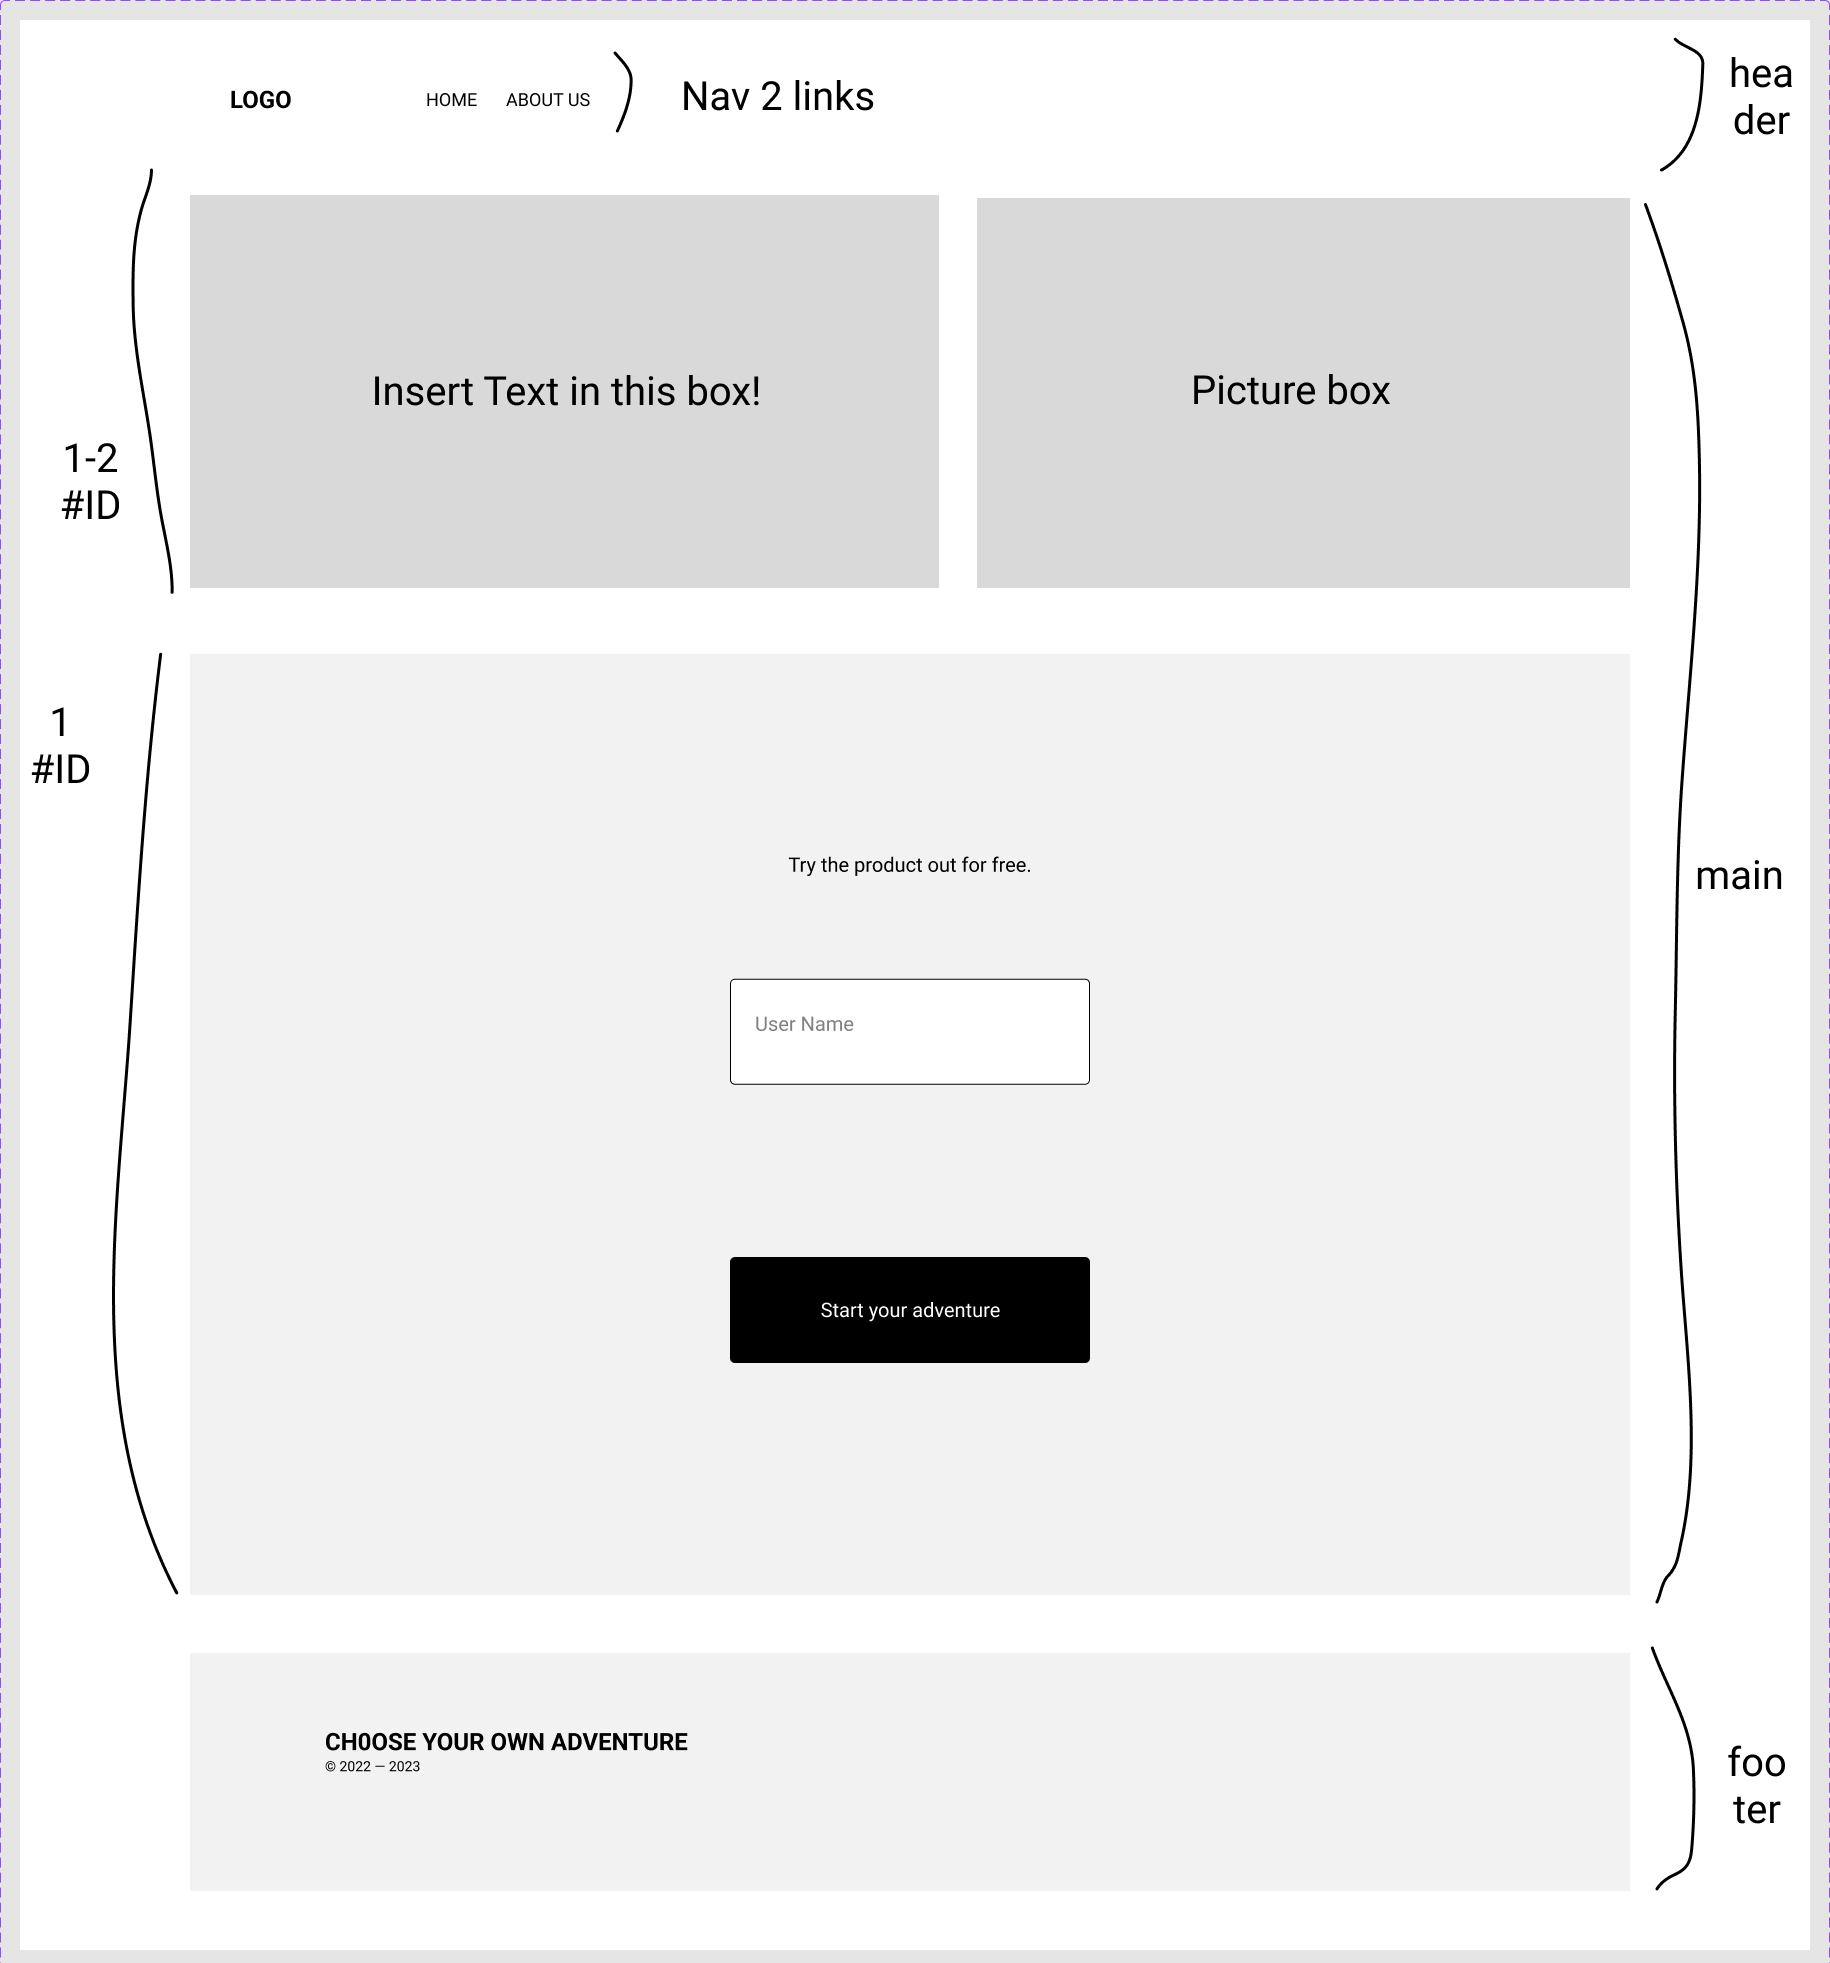 LOGO
HOME
ABOUT US
Nav 2 links
hea
der
Insert Text in this box!
Picture box
1-2
#ID
1
#ID
Try the product out for free.
main
User Name
Start your adventure
CH0OSE YOUR OWN ADVENTURE
© 2022 — 2023
foo
ter